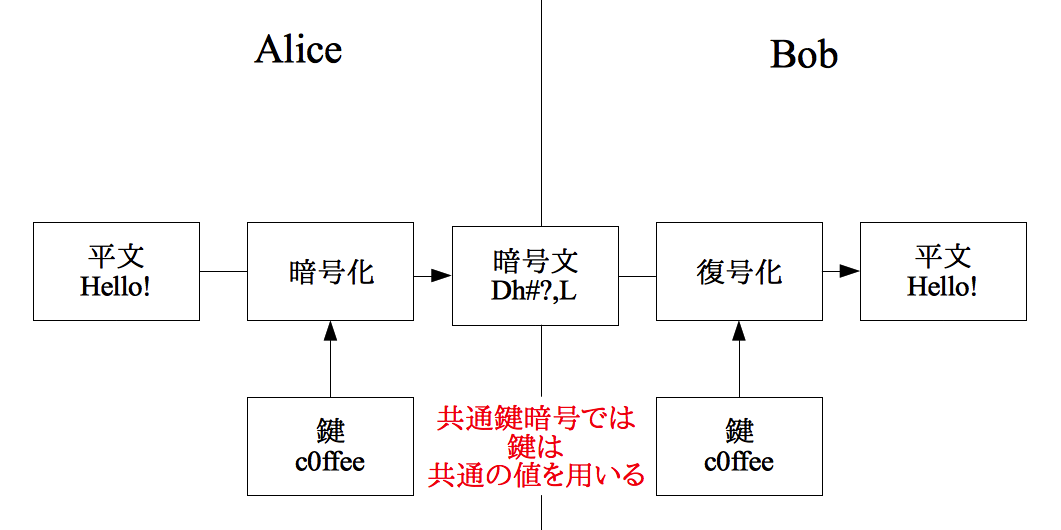 Alice
Bob
平文
Hello!
暗号化
暗号文
Dh#?,L
復号化
平文
Hello!
鍵
c0ffee
共通鍵暗号では
鍵は
共通の値を用いる
鍵
c0ffee